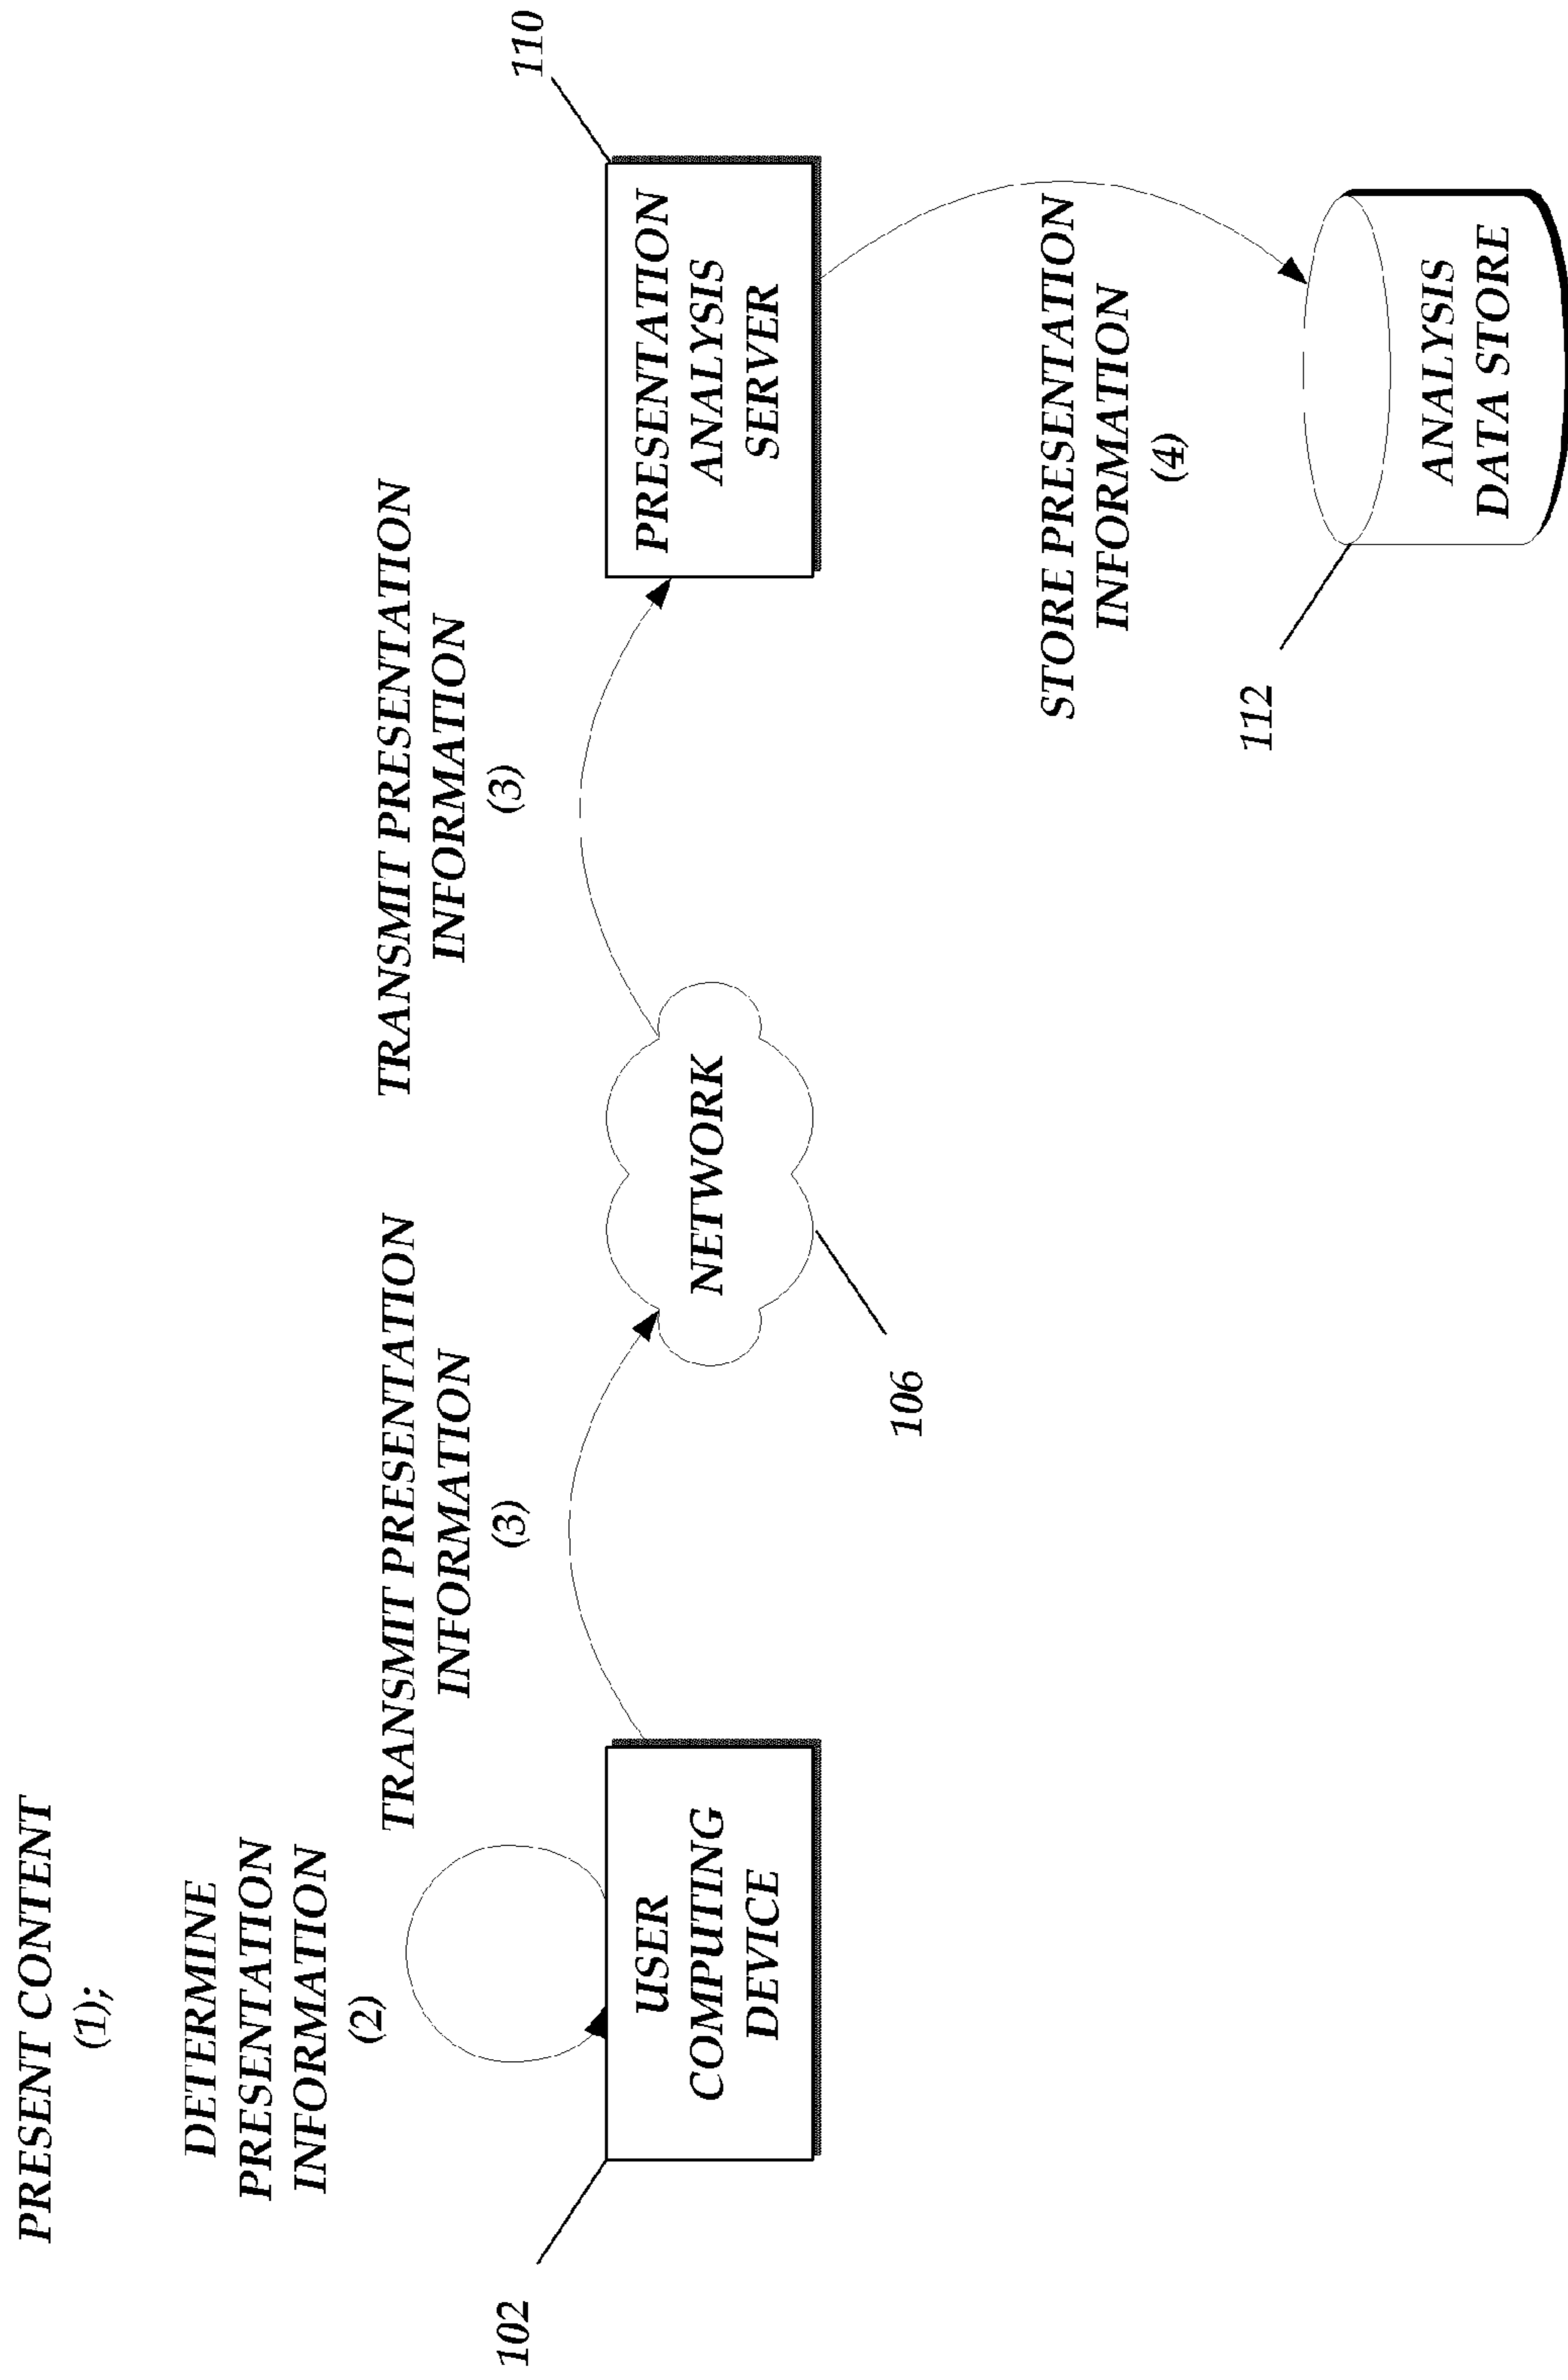 PRESENT CONTENT
(1);
DETERMINE
PRESENTATION
INFORMATION
(2)
TRANSMIT PRESENTATION
INFORMATION
(3)
TRANSMIT PRESENTATION
INFORMATION
(3)
102
USER
COMPUTING
DEVICE
NETWORK
106
110
PRESENTATION
ANALYSIS
SERVER
STORE PRESENTATION
INFORMATION
(4)
112
ANALYSIS
DATA STORE